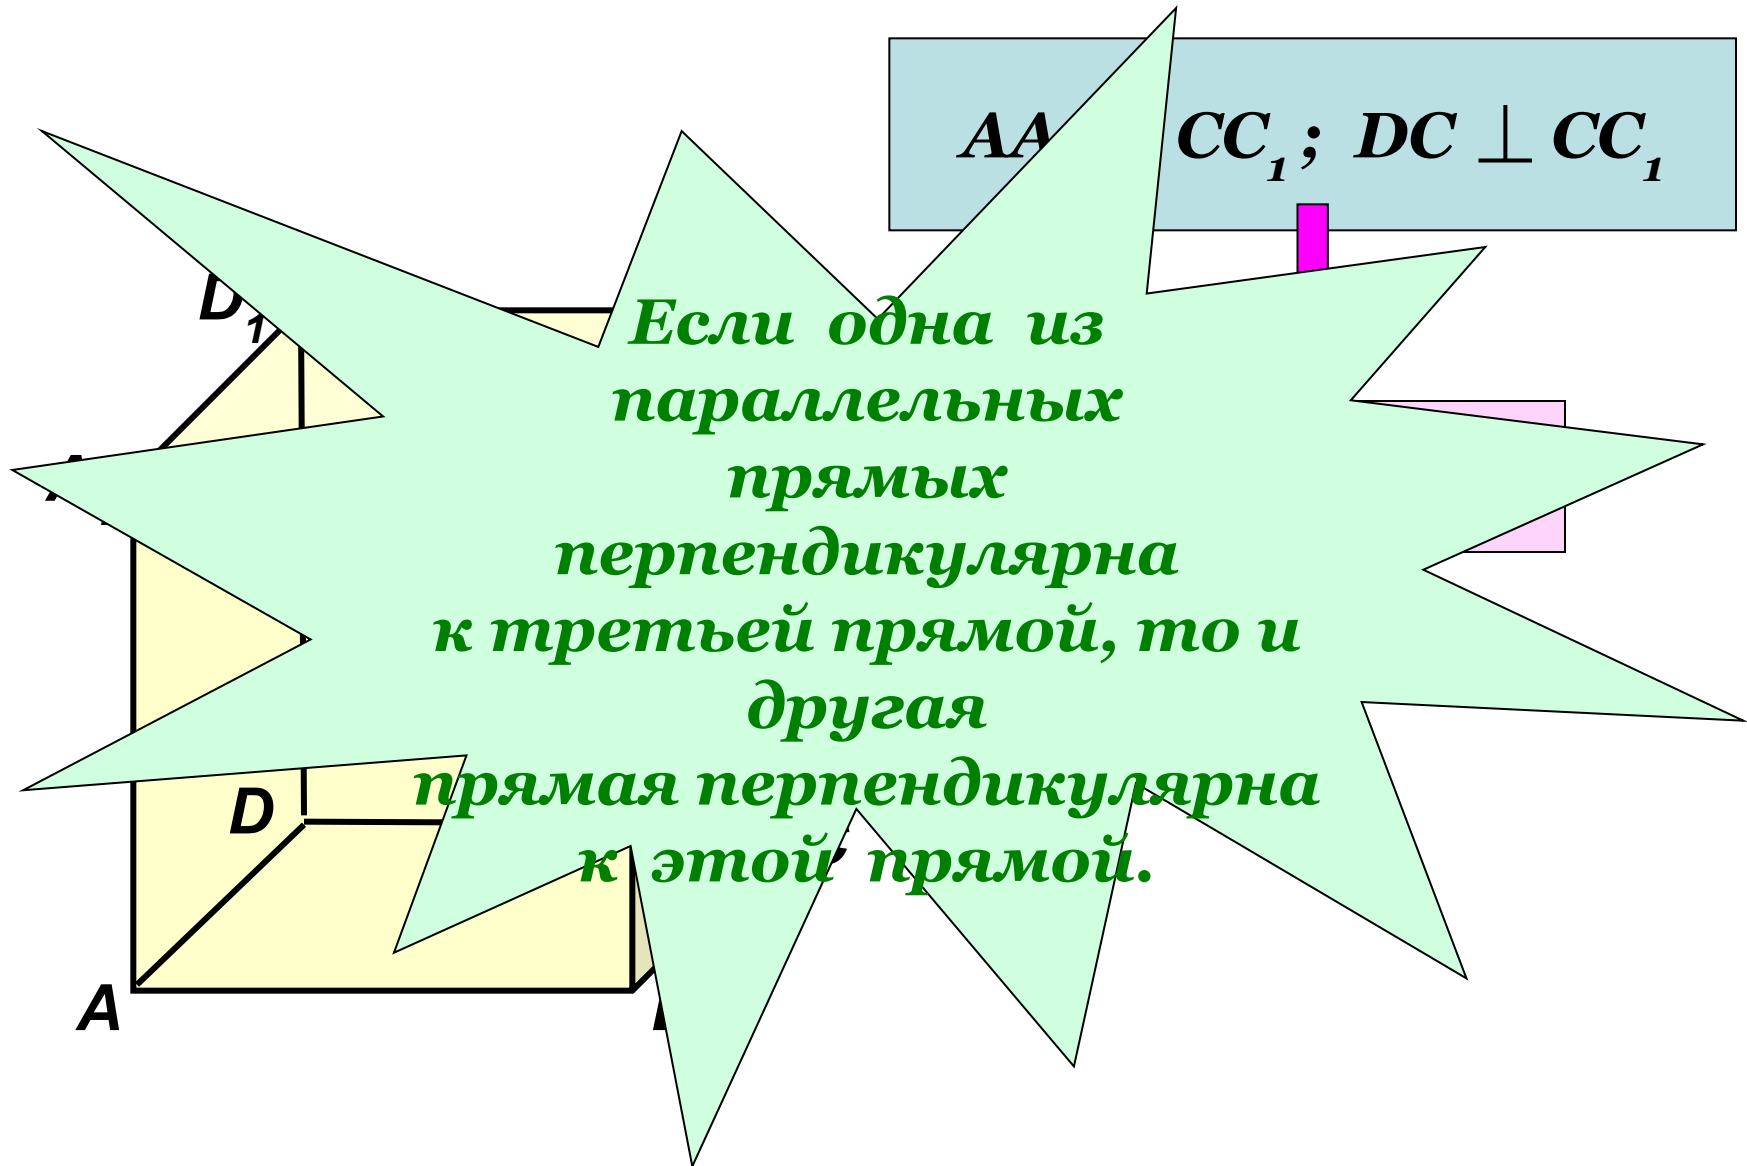 AA CC₁ ; DC ⊥ CC₁
D₁
Если одна из
параллельных
прямых
перпендикулярна
к третьей прямой, то и
другая
прямая перпендикулярна
к этой прямой.
D
A